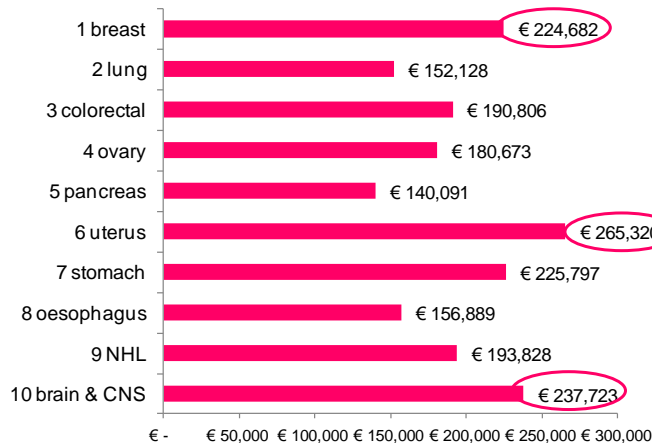 1 breast € 224,682
2 lung € 152,128
3 colorectal € 190,806
4 ovary € 180,673
5 pancreas € 140,091
6 uterus € 265,320
7 stomach € 225,797
8 oesophagus € 156,889
9 NHL € 193,828
10 brain & CNS € 237,723
€ - € 50,000 € 100,000 € 150,000 € 200,000 € 250,000 € 300,000